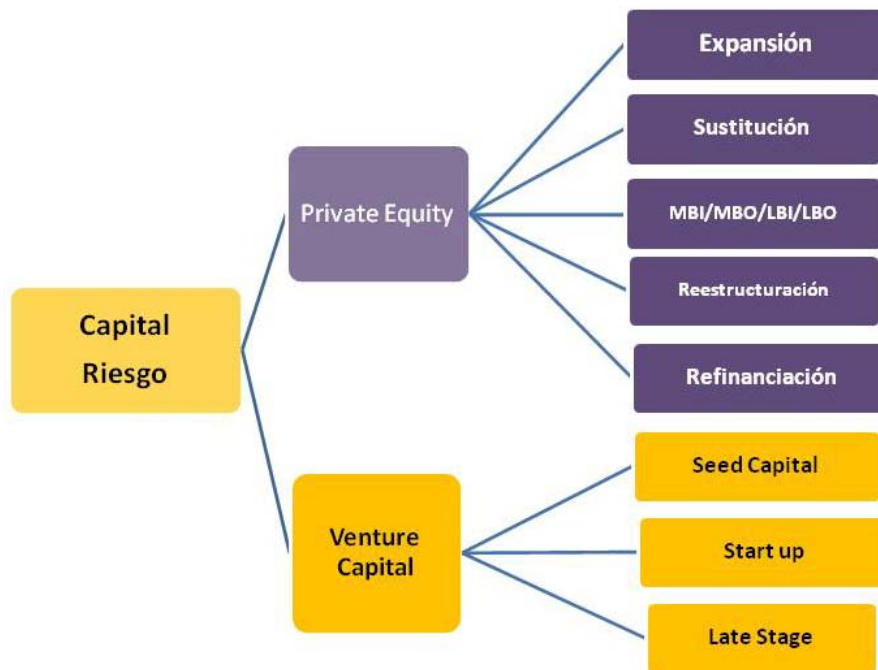 Capital
Riesgo
Private Equity
Expansión
Sustitución
MBI/MBO/LBI/LBO
Reestructuración
Refinanciación
Venture
Capital
Seed Capital
Start up
Late Stage